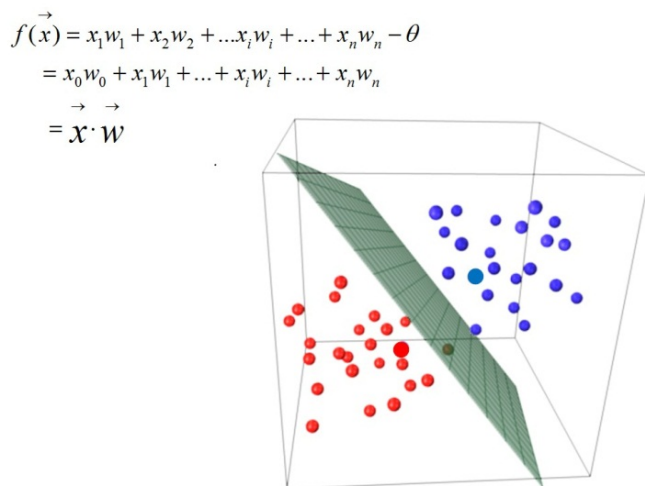 f(x⃗) = x₁w₁ + x₂w₂ + ...xᵢwᵢ + ... + xₙwₙ − θ
= x₀w₀ + x₁w₁ + ... + xᵢwᵢ + ... + xₙwₙ
= x⃗ · w⃗